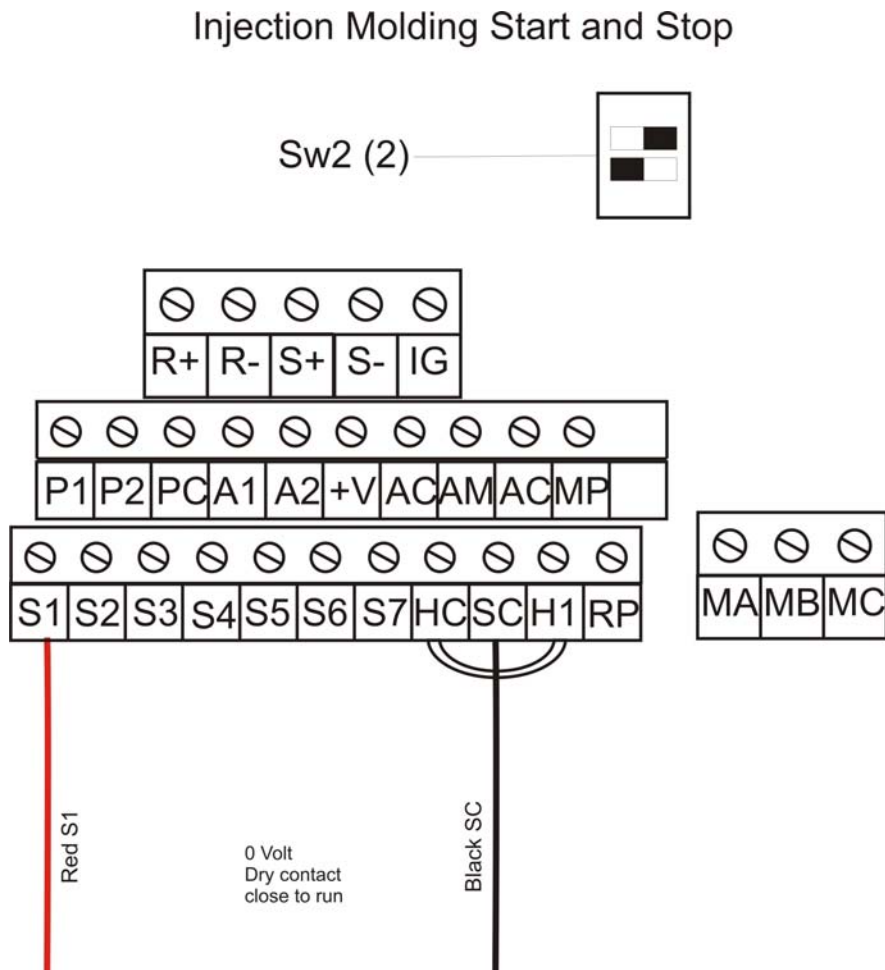 Injection Molding Start and Stop
Sw2 (2)
R+ R- S+ S- IG
P1 P2 PC A1 A2 +V AC AM AC MP
S1 S2 S3 S4 S5 S6 S7 HC SC H1 RP
MA MB MC
Red S1
0 Volt
Dry contact
close to run
Black SC